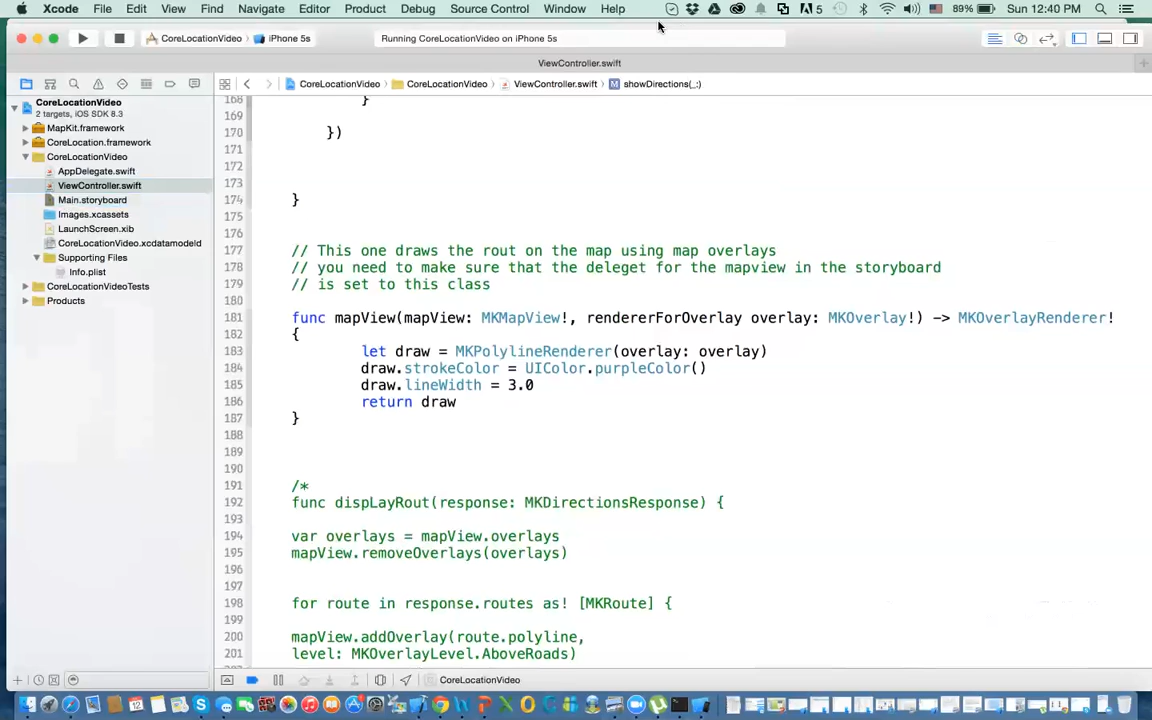 Xcode File Edit View Find Navigate Editor Product Debug Source Control Window Help 5 89% Sun 12:40 PM
CoreLocationVideo iPhone 5s Running CoreLocationVideo on iPhone 5s
ViewController.swift
CoreLocationVideo CoreLocationVideo ViewController.swift M showDirections(_:)
CoreLocationVideo
2 targets, iOS SDK 8.3
MapKit.framework
CoreLocation.framework
CoreLocationVideo
AppDelegate.swift
ViewController.swift
Main.storyboard
Images.xcassets
LaunchScreen.xib
CoreLocationVideo.xcdatamodeld
Supporting Files
Info.plist
CoreLocationVideoTests
Products
168 }
169
170 })
171
172
173
174 }
175
176
177 // This one draws the rout on the map using map overlays
178 // you need to make sure that the deleget for the mapview in the storyboard
179 // is set to this class
180
181 func mapView(mapView: MKMapView!, rendererForOverlay overlay: MKOverlay!) -> MKOverlayRenderer!
182 {
183 let draw = MKPolylineRenderer(overlay: overlay)
184 draw.strokeColor = UIColor.purpleColor()
185 draw.lineWidth = 3.0
186 return draw
187 }
188
189
190
191 /*
192 func dispLayRout(response: MKDirectionsResponse) {
193
194 var overlays = mapView.overlays
195 mapView.removeOverlays(overlays)
196
197
198 for route in response.routes as! [MKRoute] {
199
200 mapView.addOverlay(route.polyline,
201 level: MKOverlayLevel.AboveRoads)
CoreLocationVideo